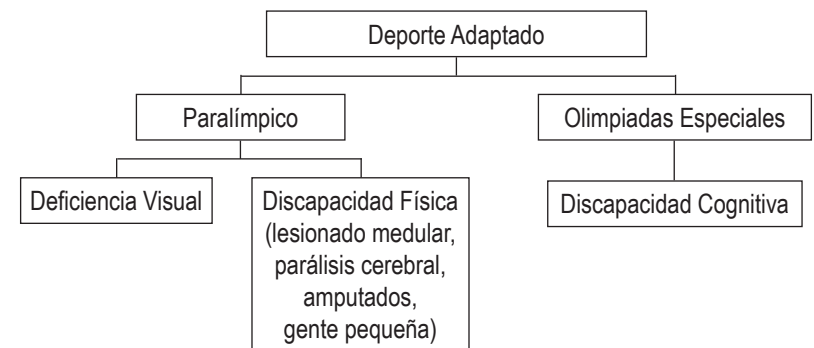 Deporte Adaptado
Paralímpico
Olimpiadas Especiales
Deficiencia Visual
Discapacidad Física
(lesionado medular,
parálisis cerebral,
amputados,
gente pequeña)
Discapacidad Cognitiva